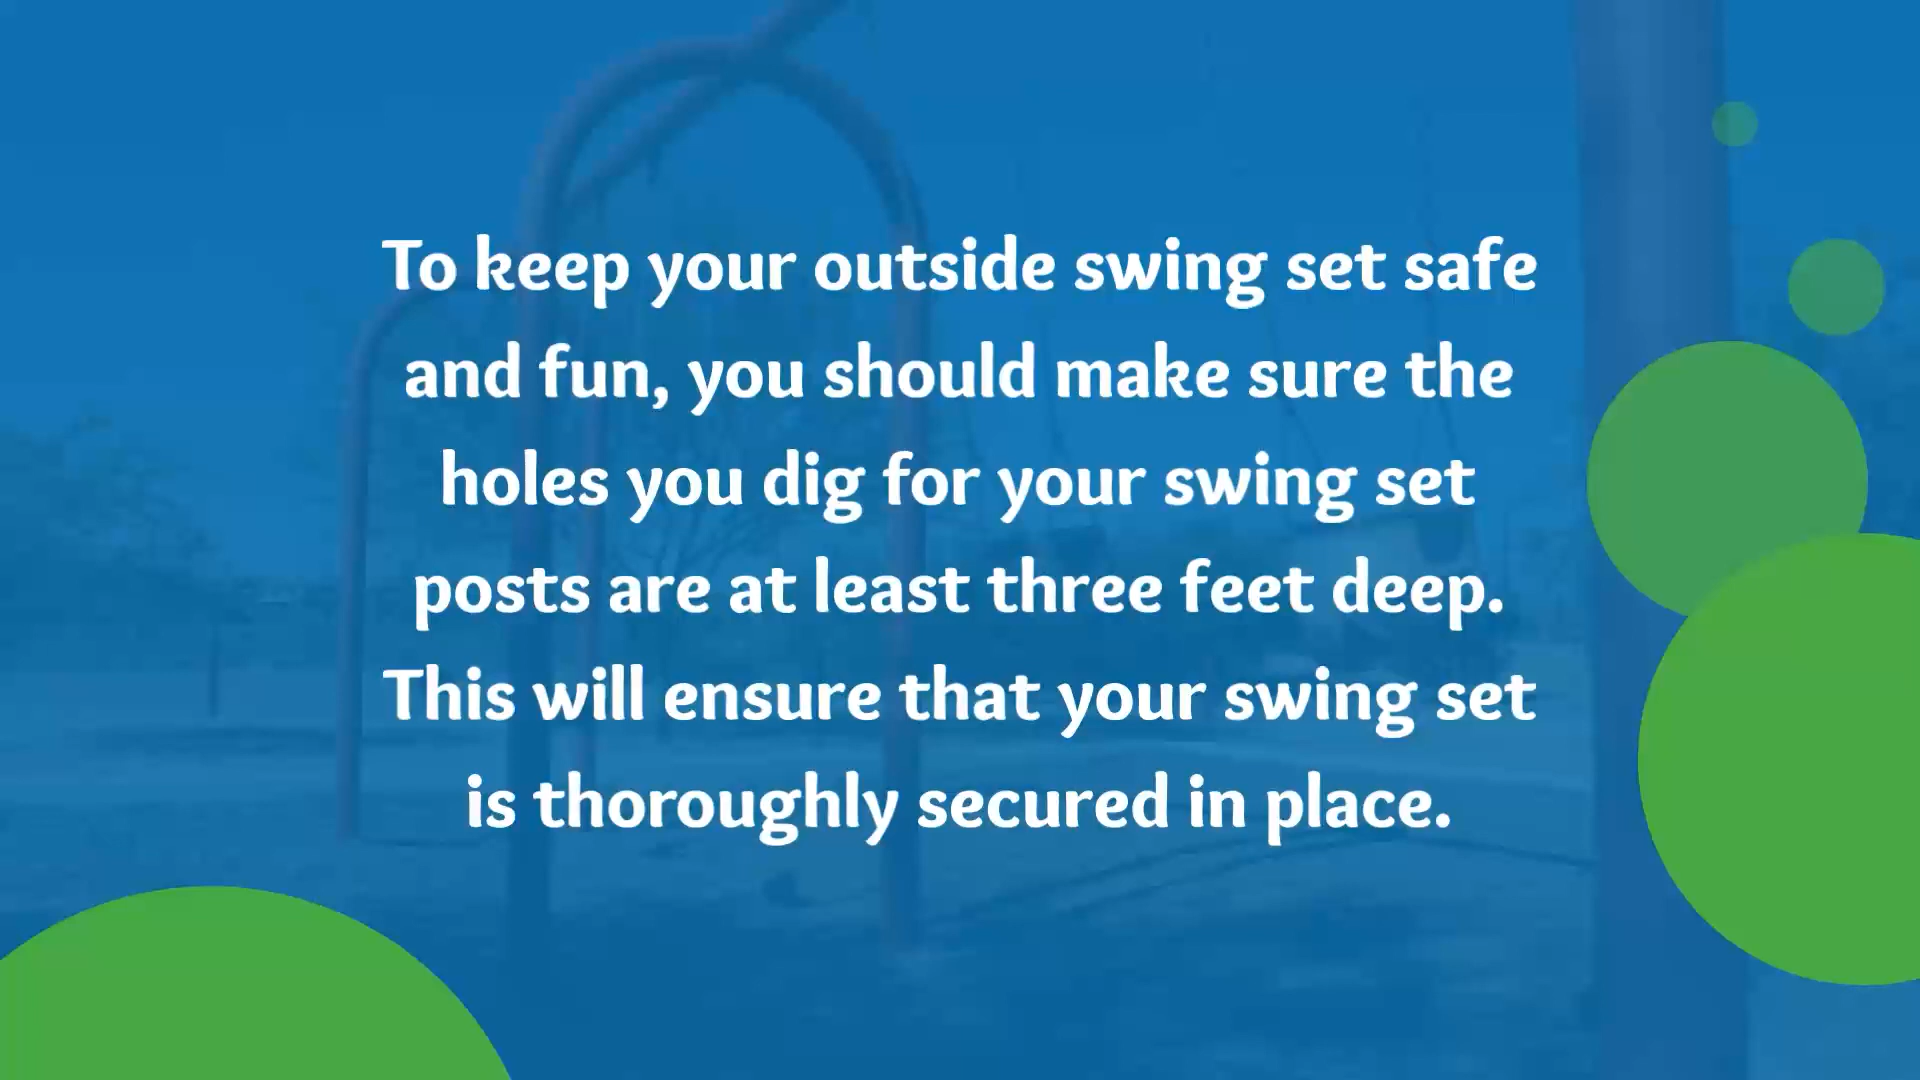 To keep your outside swing set safe
and fun, you should make sure the
holes you dig for your swing set
posts are at least three feet deep.
This will ensure that your swing set
is thoroughly secured in place.